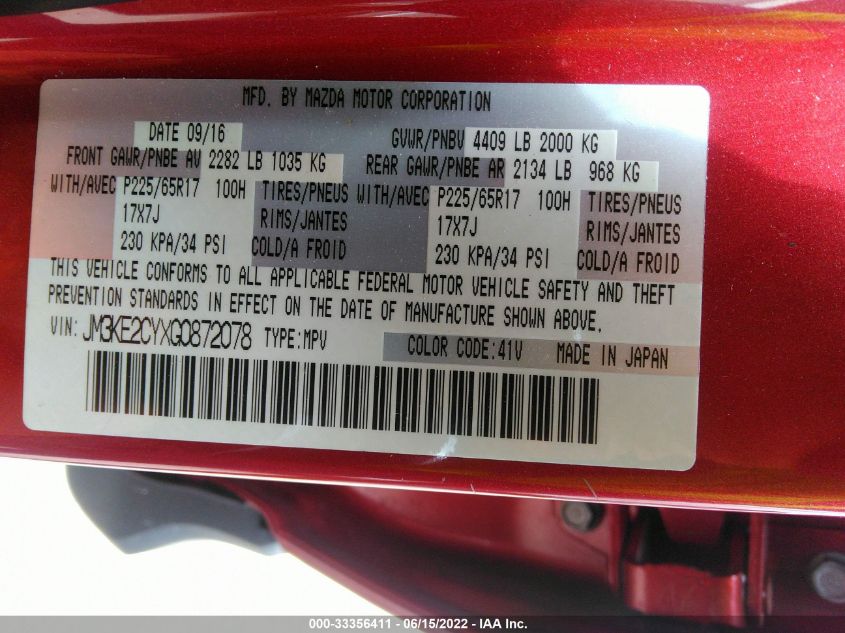 MFD. BY MAZDA MOTOR CORPORATION
DATE 09/16 GVWR/PNBV 4409 LB 2000 KG
FRONT GAWR/PNBE AV 2282 LB 1035 KG REAR GAWR/PNBE AR 2134 LB 968 KG
WITH/AVEC P225/65R17 100H TIRES/PNEUS WITH/AVEC P225/65R17 100H TIRES/PNEUS
17X7J RIMS/JANTES 17X7J RIMS/JANTES
230 KPA/34 PSI COLD/A FROID 230 KPA/34 PSI COLD/A FROID
THIS VEHICLE CONFORMS TO ALL APPLICABLE FEDERAL MOTOR VEHICLE SAFETY AND THEFT
PREVENTION STANDARDS IN EFFECT ON THE DATE OF MANUFACTURE SHOWN ABOVE.
VIN: JM3KE2CYXG0872078 TYPE:MPV COLOR CODE:41V MADE IN JAPAN
000-33356411 - 06/15/2022 - IAA Inc.